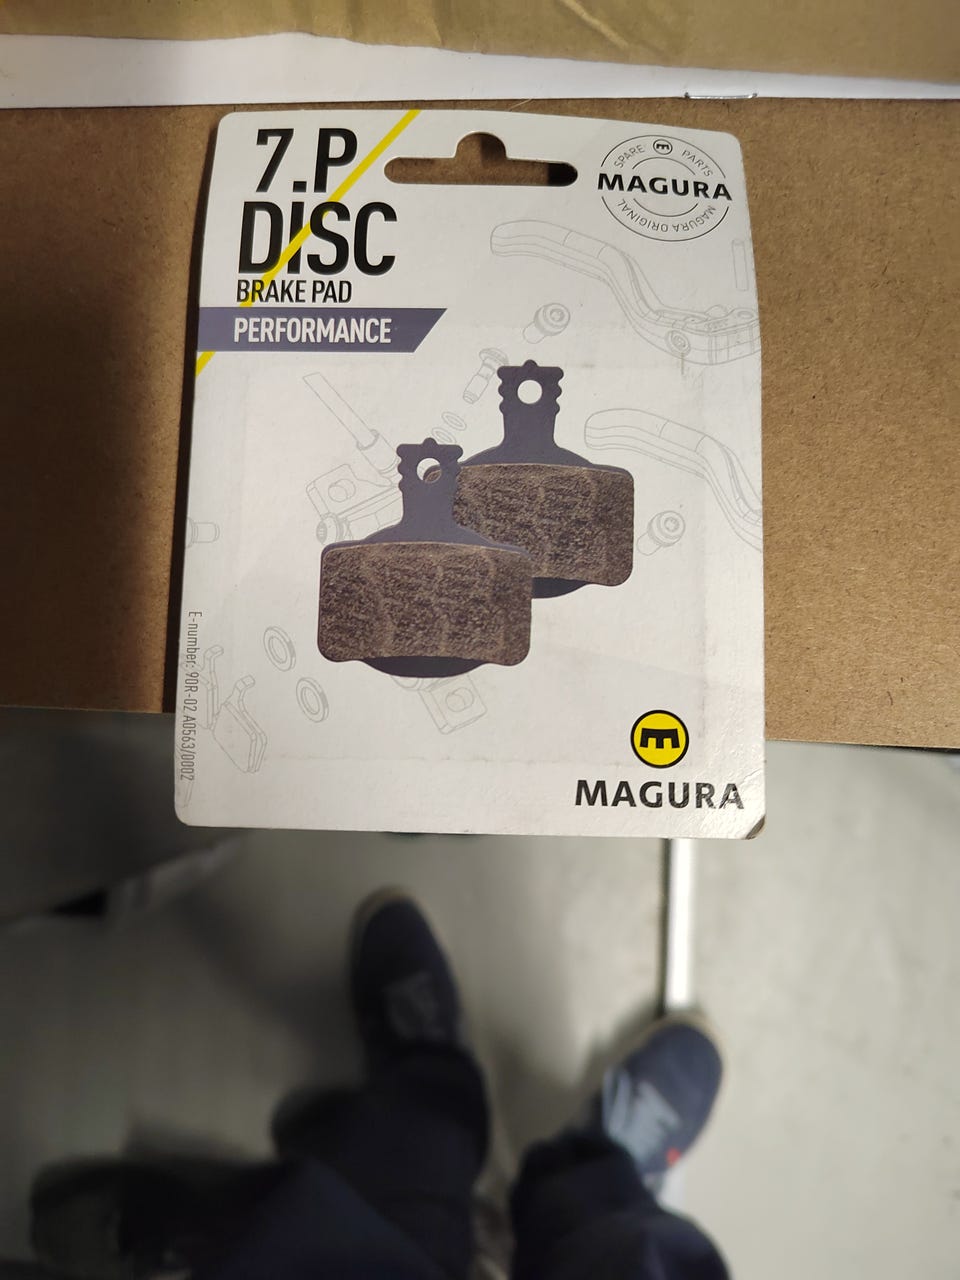 7.P
DISC
BRAKE PAD
PERFORMANCE
SPARE PARTS
MAGURA
MAGURA ORIGINAL
E-number: 90R-02 A0563/0002
MAGURA